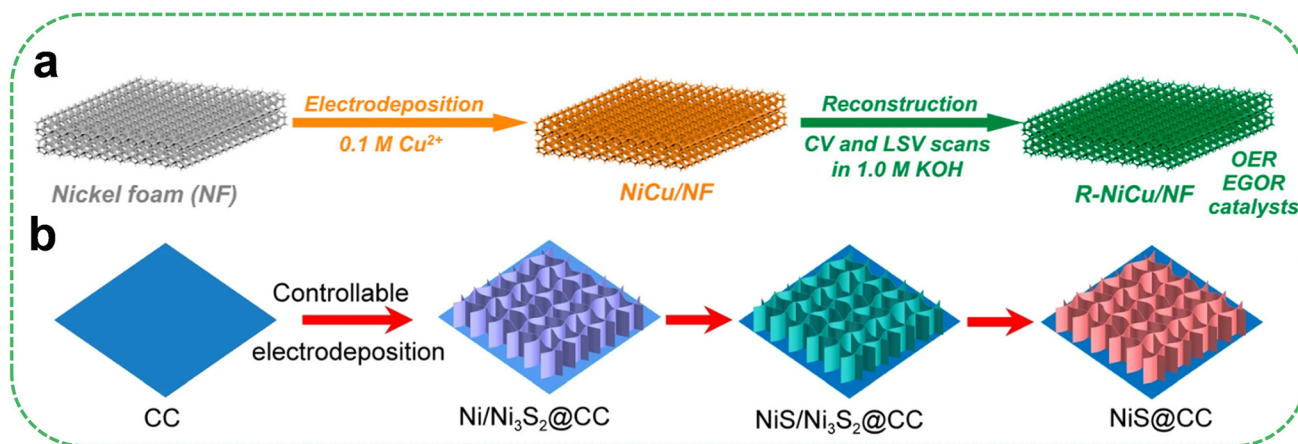 a
Electrodeposition
0.1 M Cu²⁺
Reconstruction
CV and LSV scans
in 1.0 M KOH
Nickel foam (NF)
NiCu/NF
R-NiCu/NF
OER
EGOR
catalysts
b
Controllable
electrodeposition
CC
Ni/Ni₃S₂@CC
NiS/Ni₃S₂@CC
NiS@CC